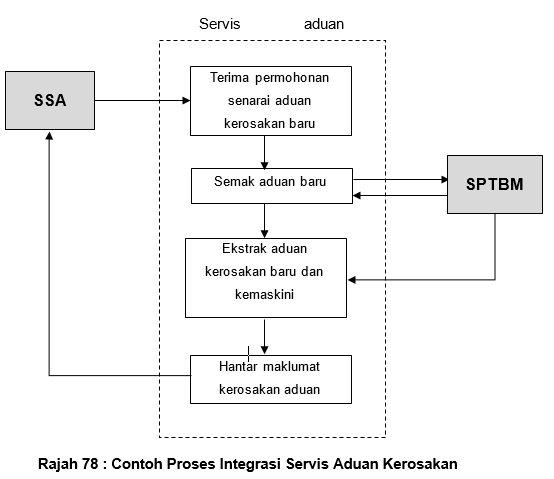 Servis aduan
SSA
Terima permohonan
senarai aduan
kerosakan baru
Semak aduan baru
SPTBM
Ekstrak aduan
kerosakan baru dan
kemaskini
Hantar maklumat
kerosakan aduan
Rajah 78 : Contoh Proses Integrasi Servis Aduan Kerosakan